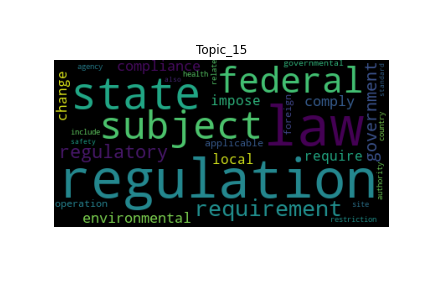 Topic_15
agency compliance health relate governmental
change also federal
state impose foreign comply government standard
subject law
regulatory applicable country
include local require
safety
regulation authority
operation requirement site
environmental restriction